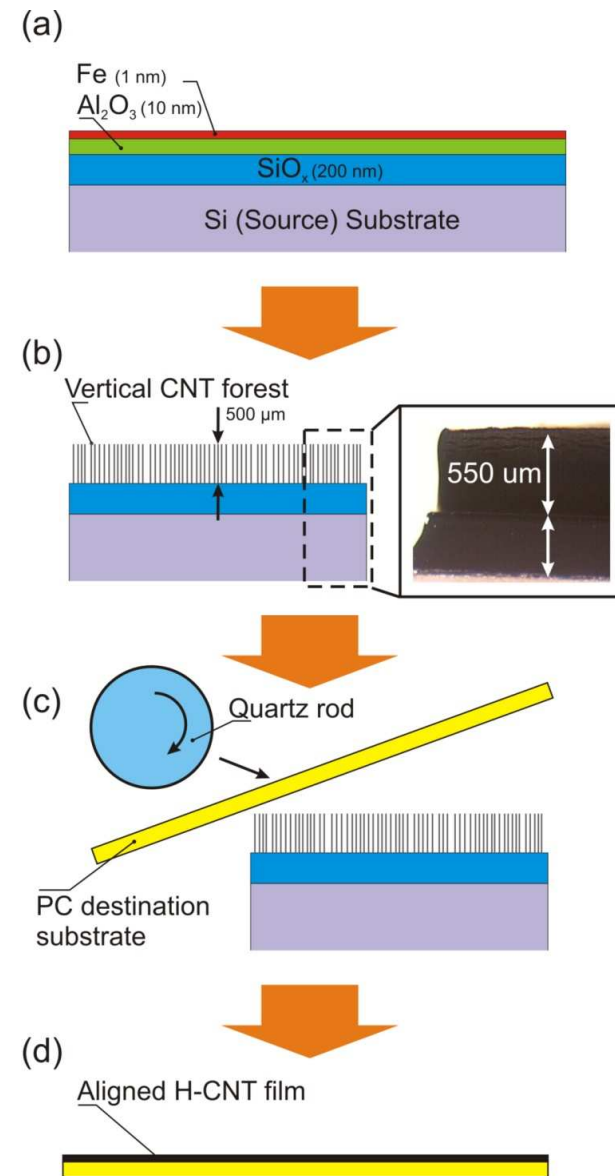 (a)
Fe (1 nm)
Al₂O₃ (10 nm)
SiOₓ (200 nm)
Si (Source) Substrate
(b)
Vertical CNT forest
500 µm
550 um
(c)
Quartz rod
PC destination
substrate
(d)
Aligned H-CNT film